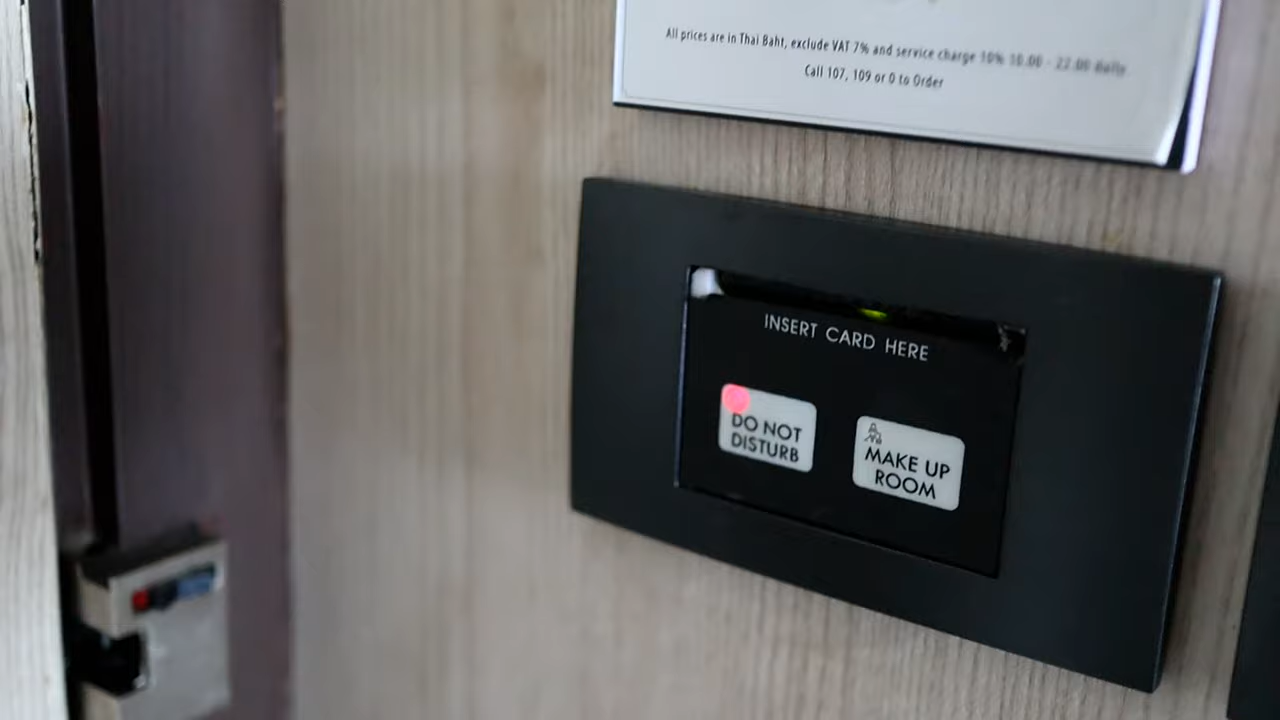 All prices are in Thai Baht, exclude VAT 7% and service charge 10% 10.00 - 22.00 daily
Call 107, 109 or 0 to Order
INSERT CARD HERE
DO NOT
DISTURB
MAKE UP
ROOM